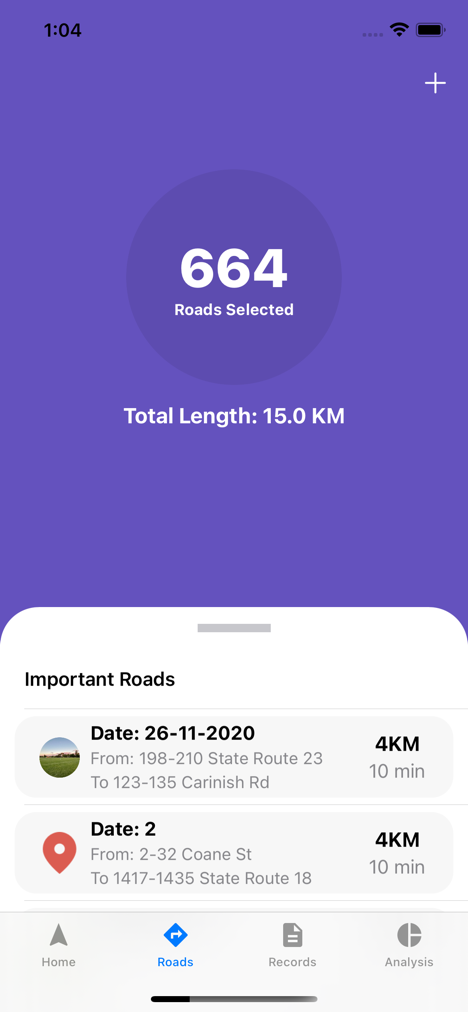 1:04
664
Roads Selected
Total Length: 15.0 KM
Important Roads
Date: 26-11-2020
From: 198-210 State Route 23
To 123-135 Carinish Rd
4KM
10 min
Date: 2
From: 2-32 Coane St
To 1417-1435 State Route 18
4KM
10 min
Home
Roads
Records
Analysis